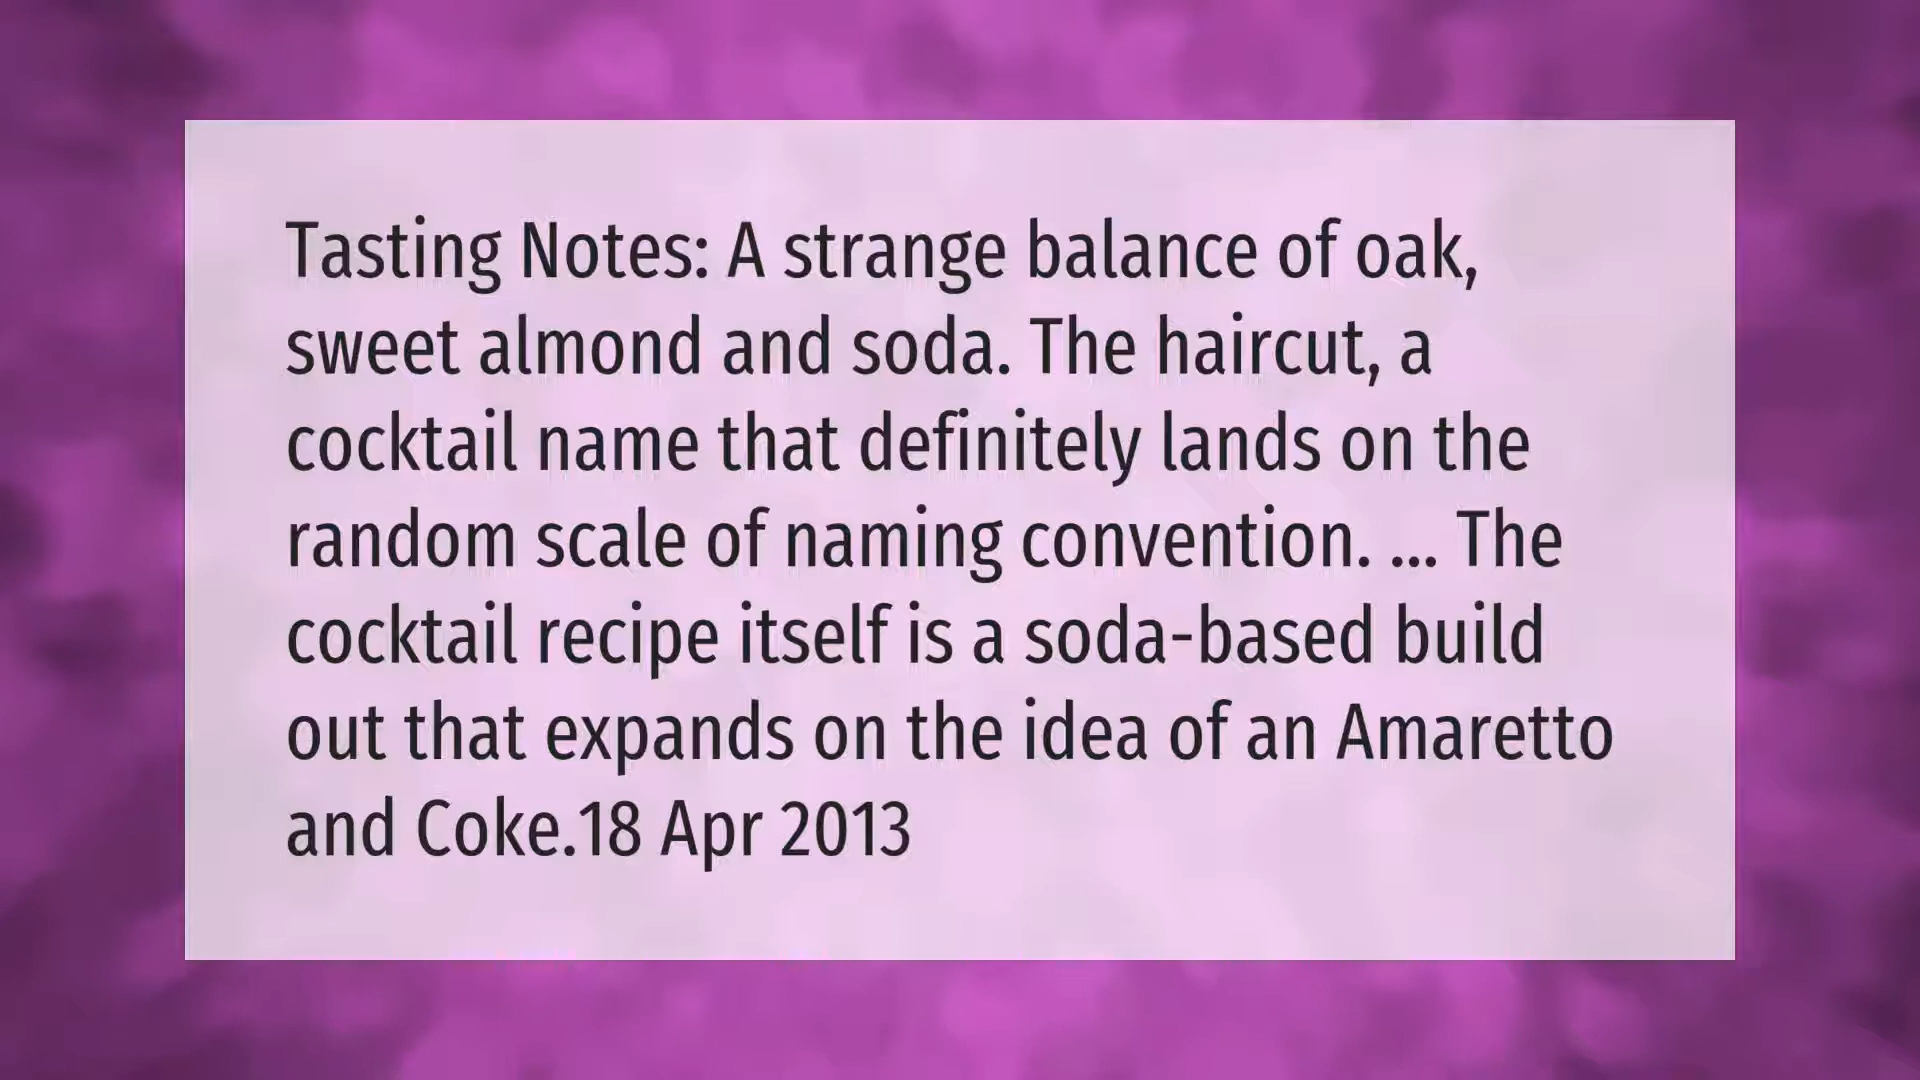 Tasting Notes: A strange balance of oak,
sweet almond and soda. The haircut, a
cocktail name that definitely lands on the
random scale of naming convention. ... The
cocktail recipe itself is a soda-based build
out that expands on the idea of an Amaretto
and Coke.18 Apr 2013